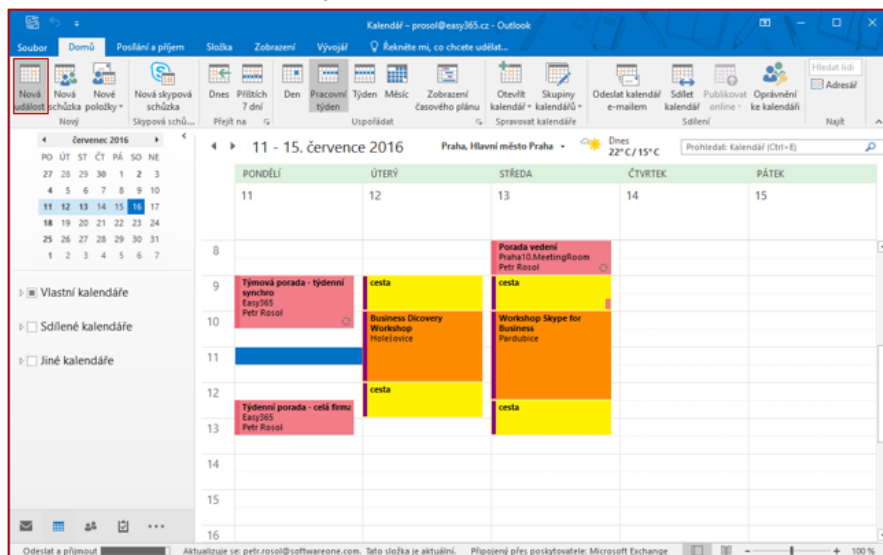 Kalendář – prosol@easy365.cz - Outlook
Soubor Domů Posílání a příjem Složka Zobrazení Vývojář Řekněte mi, co chcete udělat...
Nová událost
Nová schůzka
Nové položky
Nová skypová schůzka
Dnes
Příštích 7 dní
Den
Pracovní týden
Týden
Měsíc
Zobrazení časového plánu
Otevřít kalendář
Skupiny kalendářů
Odeslat kalendář e-mailem
Sdílet kalendář
Publikovat online
Oprávnění ke kalendáři
Hledat lidi
Adresář
Nový
Skypová schů...
Přejít na
Uspořádat
Spravovat kalendáře
Sdílení
Najít
červenec 2016
PO ÚT ST ČT PÁ SO NE
27 28 29 30 1 2 3
4 5 6 7 8 9 10
11 12 13 14 15 16 17
18 19 20 21 22 23 24
25 26 27 28 29 30 31
1 2 3 4 5 6 7
Vlastní kalendáře
Sdílené kalendáře
Jiné kalendáře
11 - 15. července 2016
Praha, Hlavní město Praha
Dnes
22°C/15°C
Prohledat: Kalendář (Ctrl+E)
PONDĚLÍ ÚTERÝ STŘEDA ČTVRTEK PÁTEK
11 12 13 14 15
8
Porada vedení
Praha10.MeetingRoom
Petr Rosol
9
Týmová porada - týdenní
synchro
Easy365
Petr Rosol
cesta
cesta
10
Business Dicovery
Workshop
Holešovice
Workshop Skype for
Business
Pardubice
11
12
cesta
Týdenní porada - celá firmu
Easy365
Petr Rosol
cesta
13
14
15
16
Odeslat a přijmout
Aktualizuje se: petr.rosol@softwareone.com. Tato složka je aktuální. Připojený přes poskytovatele: Microsoft Exchange
100 %